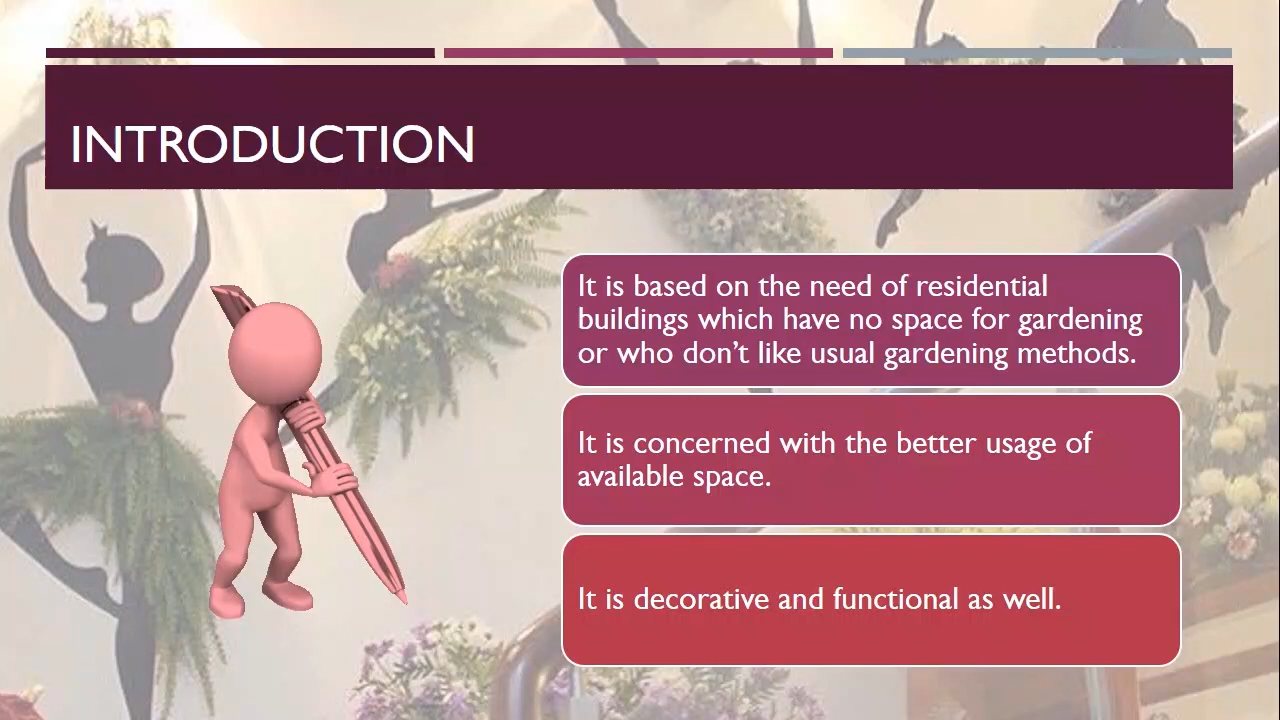 INTRODUCTION
It is based on the need of residential
buildings which have no space for gardening
or who don’t like usual gardening methods.
It is concerned with the better usage of
available space.
It is decorative and functional as well.